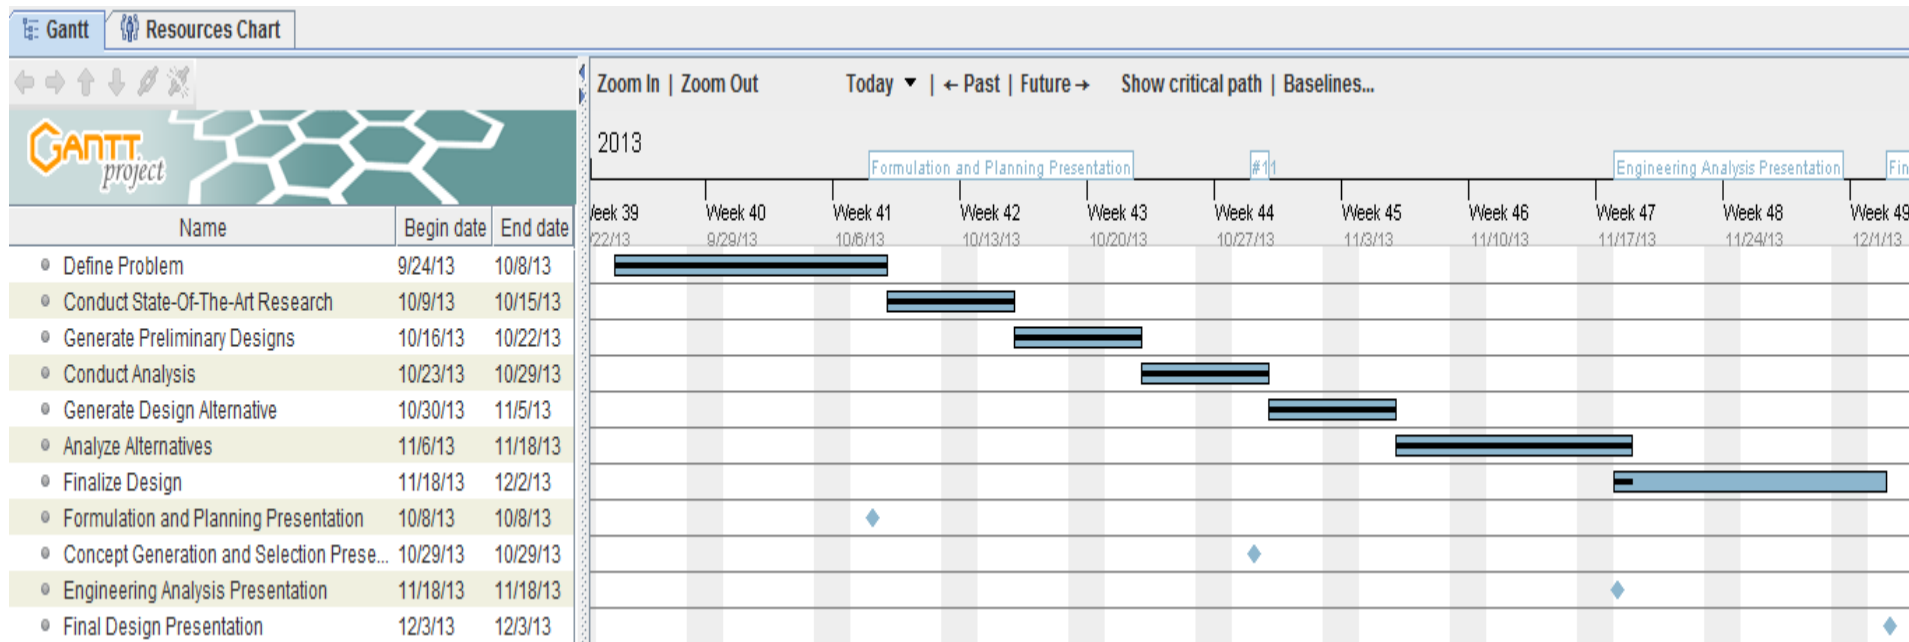 Gantt Resources Chart
Zoom In | Zoom Out Today ▼ | ← Past | Future → Show critical path | Baselines...
GANTT
project
2013
Formulation and Planning Presentation #11 Engineering Analysis Presentation Fin
Name Begin date End date
Week 39 Week 40 Week 41 Week 42 Week 43 Week 44 Week 45 Week 46 Week 47 Week 48 Week 49
/22/13 9/29/13 10/6/13 10/13/13 10/20/13 10/27/13 11/3/13 11/10/13 11/17/13 11/24/13 12/1/13
Define Problem 9/24/13 10/8/13
Conduct State-Of-The-Art Research 10/9/13 10/15/13
Generate Preliminary Designs 10/16/13 10/22/13
Conduct Analysis 10/23/13 10/29/13
Generate Design Alternative 10/30/13 11/5/13
Analyze Alternatives 11/6/13 11/18/13
Finalize Design 11/18/13 12/2/13
Formulation and Planning Presentation 10/8/13 10/8/13
Concept Generation and Selection Prese... 10/29/13 10/29/13
Engineering Analysis Presentation 11/18/13 11/18/13
Final Design Presentation 12/3/13 12/3/13